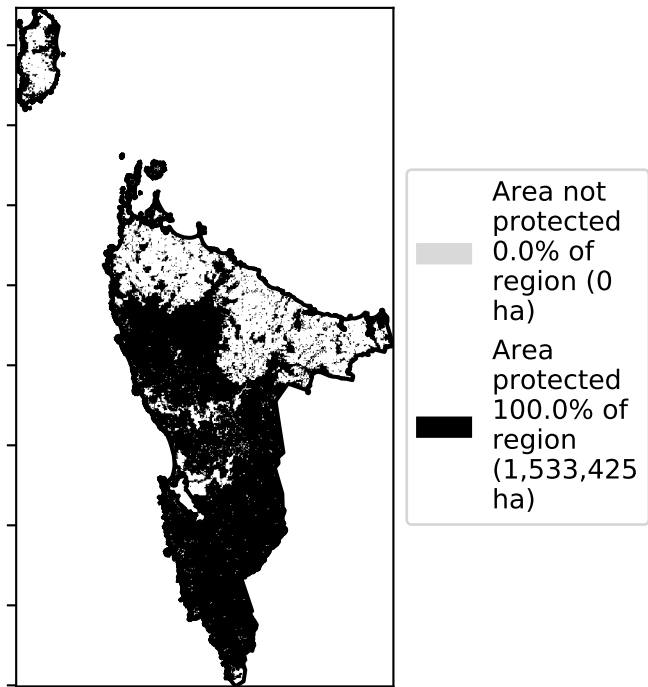 Area not
protected
0.0% of
region (0
ha)
Area
protected
100.0% of
region
(1,533,425
ha)